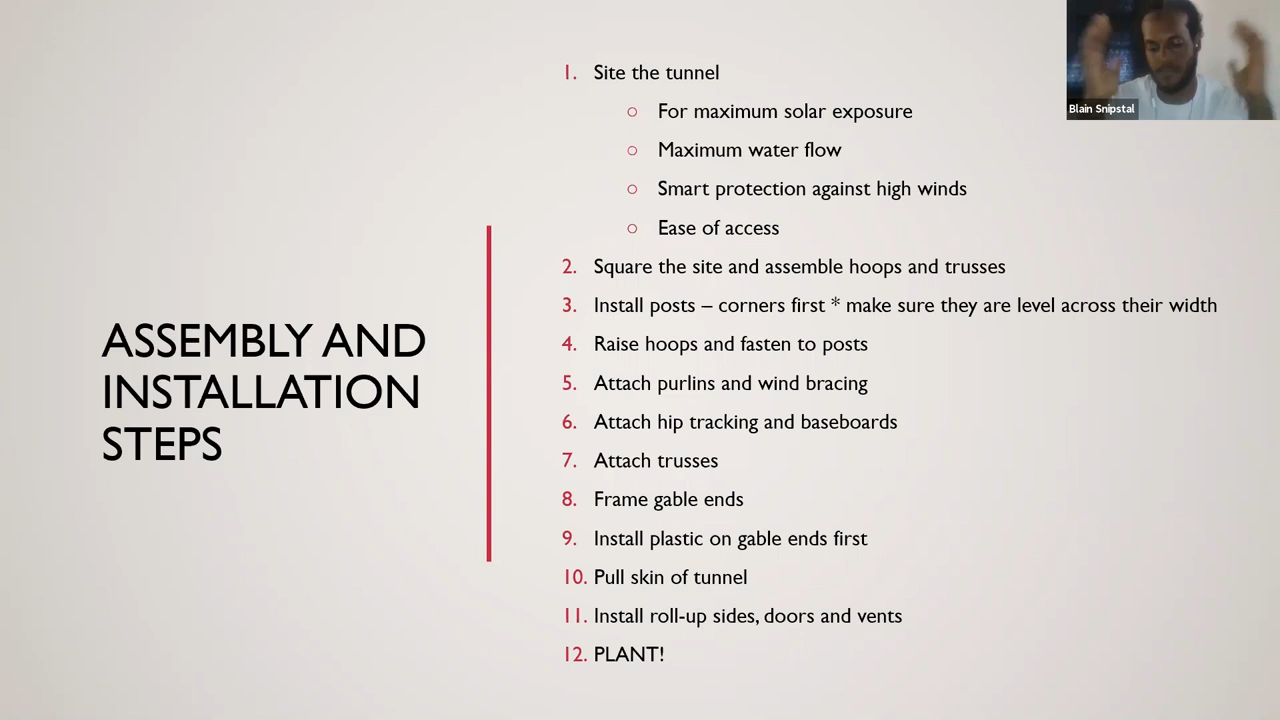 ASSEMBLY AND
INSTALLATION
STEPS
1. Site the tunnel
○ For maximum solar exposure
○ Maximum water flow
○ Smart protection against high winds
○ Ease of access
2. Square the site and assemble hoops and trusses
3. Install posts – corners first * make sure they are level across their width
4. Raise hoops and fasten to posts
5. Attach purlins and wind bracing
6. Attach hip tracking and baseboards
7. Attach trusses
8. Frame gable ends
9. Install plastic on gable ends first
10. Pull skin of tunnel
11. Install roll-up sides, doors and vents
12. PLANT!
Blain Snipstal